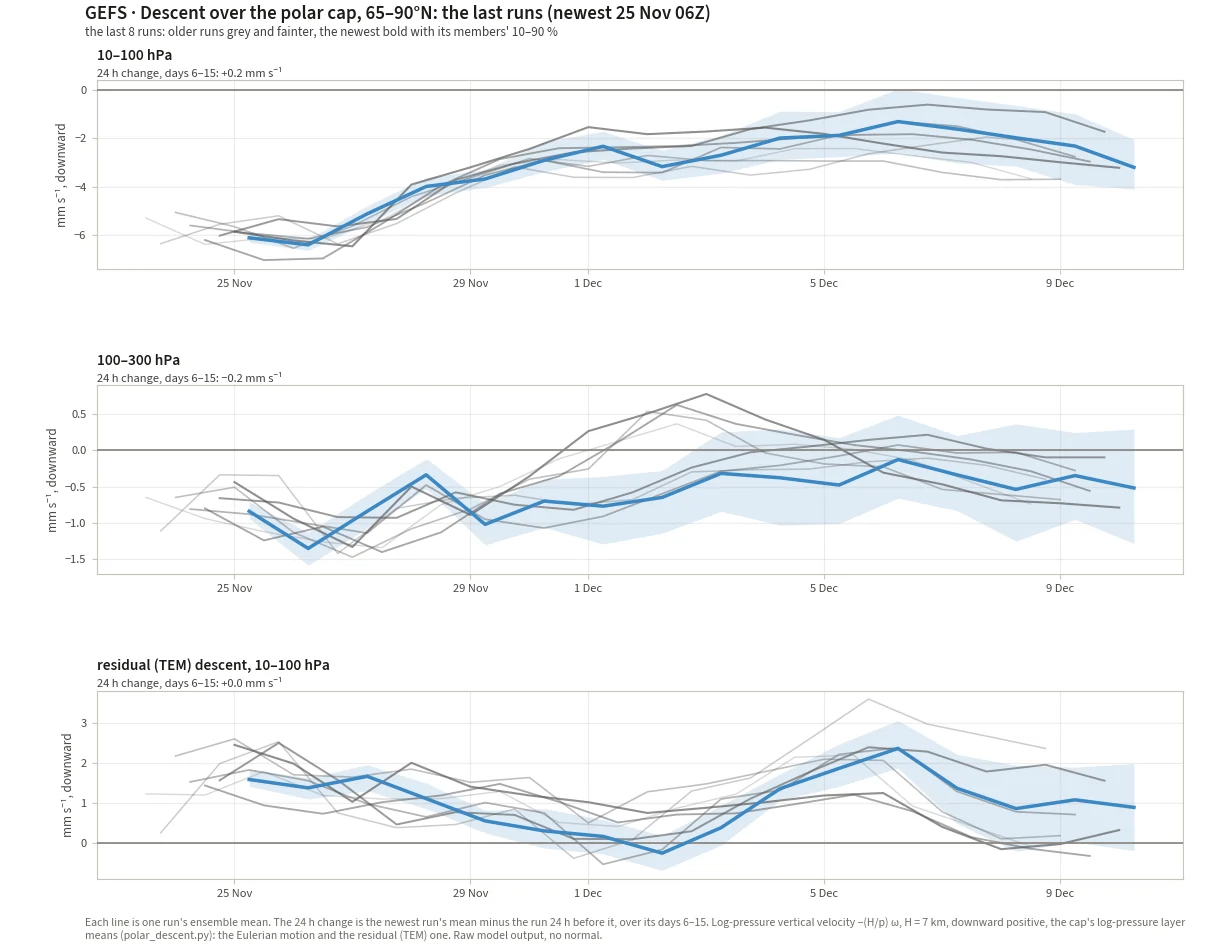 GEFS · Descent over the polar cap, 65–90°N: the last runs (newest 25 Nov 06Z)
the last 8 runs: older runs grey and fainter, the newest bold with its members' 10–90 %
10–100 hPa
24 h change, days 6–15: +0.2 mm s⁻¹
mm s⁻¹, downward
0
−2
−4
−6
25 Nov
29 Nov
1 Dec
5 Dec
9 Dec
100–300 hPa
24 h change, days 6–15: −0.2 mm s⁻¹
mm s⁻¹, downward
0.5
0.0
−0.5
−1.0
−1.5
25 Nov
29 Nov
1 Dec
5 Dec
9 Dec
residual (TEM) descent, 10–100 hPa
24 h change, days 6–15: +0.0 mm s⁻¹
mm s⁻¹, downward
3
2
1
0
25 Nov
29 Nov
1 Dec
5 Dec
9 Dec
Each line is one run's ensemble mean. The 24 h change is the newest run's mean minus the run 24 h before it, over its days 6–15. Log-pressure vertical velocity −(H/p) ω, H = 7 km, downward positive, the cap's log-pressure layer
means (polar_descent.py): the Eulerian motion and the residual (TEM) one. Raw model output, no normal.